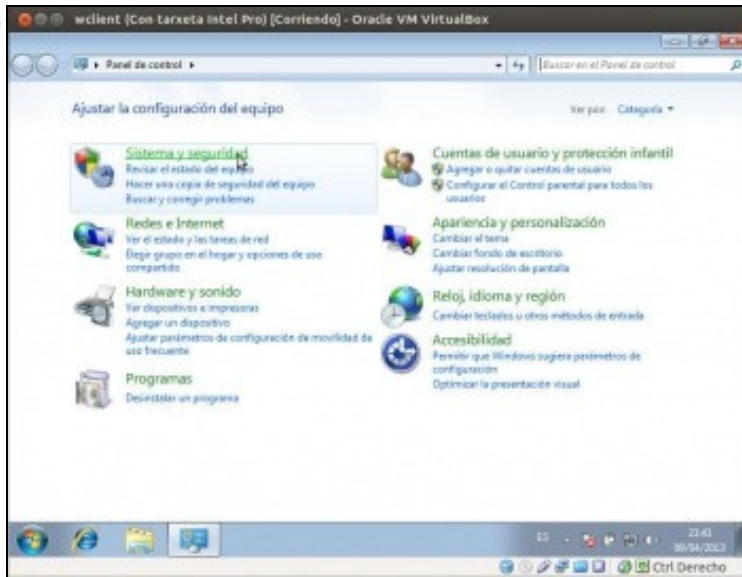 wclient (Con tarxeta Intel Pro) [Corriendo] - Oracle VM VirtualBox
Panel de control
Buscar en el Panel de control
Ajustar la configuración del equipo
Ver por: Categoría
Sistema y seguridad
Revisar el estado del equipo
Hacer una copia de seguridad del equipo
Buscar y corregir problemas
Redes e Internet
Ver el estado y las tareas de red
Elegir grupo en el hogar y opciones de uso
compartido
Hardware y sonido
Ver dispositivos e impresoras
Agregar un dispositivo
Ajustar parámetros de configuración de movilidad de
uso frecuente
Programas
Desinstalar un programa
Cuentas de usuario y protección infantil
Agregar o quitar cuentas de usuario
Configurar el Control parental para todos los
usuarios
Apariencia y personalización
Cambiar el tema
Cambiar fondo de escritorio
Ajustar resolución de pantalla
Reloj, idioma y región
Cambiar teclados u otros métodos de entrada
Accesibilidad
Permitir que Windows sugiera parámetros de
configuración
Optimizar la presentación visual
ES
23:41
09/04/2012
Ctrl Derecho